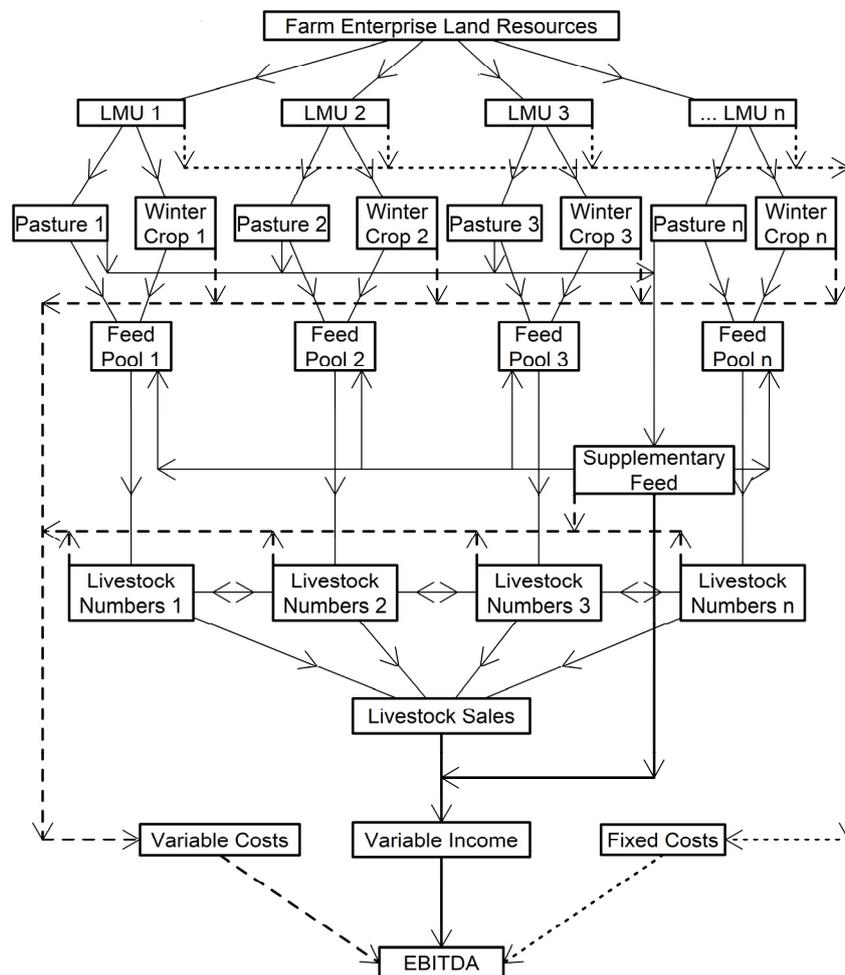 Farm Enterprise Land Resources
LMU 1
LMU 2
LMU 3
... LMU n
Pasture 1
Winter
Crop 1
Pasture 2
Winter
Crop 2
Pasture 3
Winter
Crop 3
Pasture n
Winter
Crop n
Feed
Pool 1
Feed
Pool 2
Feed
Pool 3
Feed
Pool n
Supplementary
Feed
Livestock
Numbers 1
Livestock
Numbers 2
Livestock
Numbers 3
Livestock
Numbers n
Livestock Sales
Variable Costs
Variable Income
Fixed Costs
EBITDA